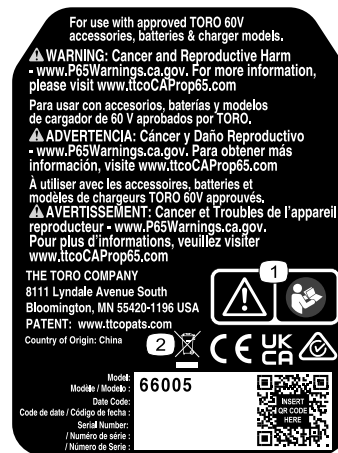 For use with approved TORO 60V
accessories, batteries & charger models.
WARNING: Cancer and Reproductive Harm
- www.P65Warnings.ca.gov. For more information,
please visit www.ttcoCAProp65.com
Para usar con accesorios, baterías y modelos
de cargador de 60 V aprobados por TORO.
ADVERTENCIA: Cáncer y Daño Reproductivo
- www.P65Warnings.ca.gov. Para obtener más
información, visite www.ttcoCAProp65.com
À utiliser avec les accessoires, batteries et
modèles de chargeurs TORO 60V approuvés.
AVERTISSEMENT: Cancer et Troubles de l'appareil
reproducteur - www.P65Warnings.ca.gov.
Pour plus d'informations, veuillez visiter
www.ttcoCAProp65.com
THE TORO COMPANY
8111 Lyndale Avenue South
Bloomington, MN 55420-1196 USA
PATENT: www.ttcopats.com
Country of Origin: China
1
2
CE UK
CA
Model:
Modèle / Modelo :
66005
Date Code:
Code de date / Código de fecha :
Serial Number:
/ Numéro de série :
/ Número de Serie :
INSERT
QR CODE
HERE